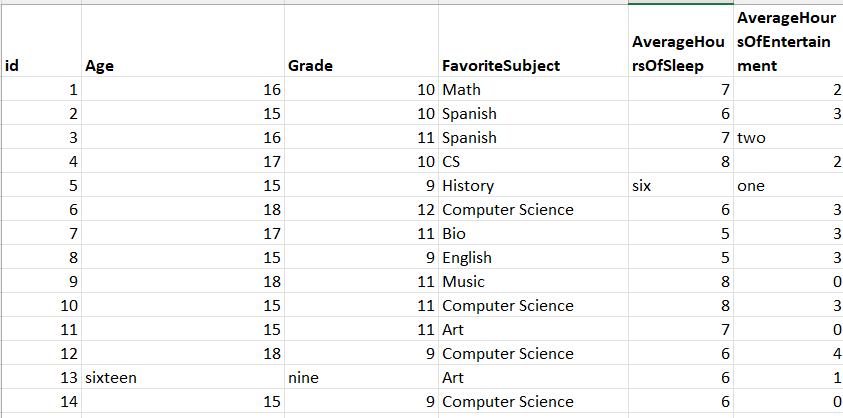 id Age Grade FavoriteSubject AverageHoursOfSleep AverageHoursOfEntertainment
1 16 10 Math 7 2
2 15 10 Spanish 6 3
3 16 11 Spanish 7 two
4 17 10 CS 8 2
5 15 9 History six one
6 18 12 Computer Science 6 3
7 17 11 Bio 5 3
8 15 9 English 5 3
9 18 11 Music 8 0
10 15 11 Computer Science 8 3
11 15 11 Art 7 0
12 18 9 Computer Science 6 4
13 sixteen nine Art 6 1
14 15 9 Computer Science 6 0